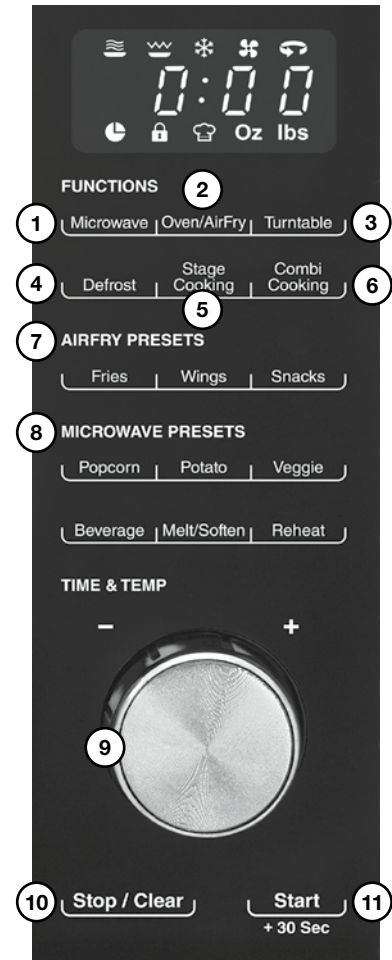 0:00
Oz lbs
FUNCTIONS 2
1 Microwave Oven/AirFry Turntable 3
4 Defrost Stage Cooking Combi Cooking 6
5
7 AIRFRY PRESETS
Fries Wings Snacks
8 MICROWAVE PRESETS
Popcorn Potato Veggie
Beverage Melt/Soften Reheat
TIME & TEMP
- +
9
10 Stop / Clear Start 11
+ 30 Sec